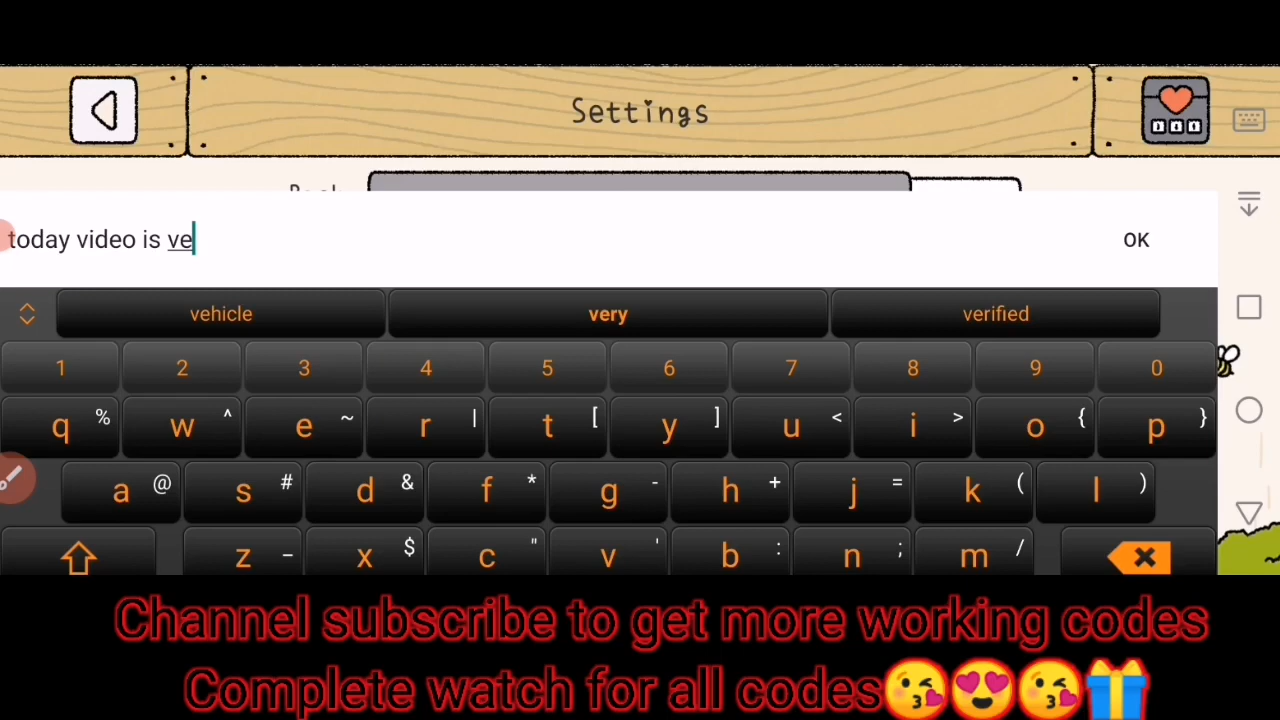 Settings
today video is ve
OK
vehicle very verified
1 2 3 4 5 6 7 8 9 0
q % w ^ e ~ r | t [ y ] u < i > o { p }
a @ s # d & f * g - h + j = k ( l )
z _ x $ c " v ' b : n ; m /
Channel subscribe to get more working codes
Complete watch for all codes😘😍😘🎁